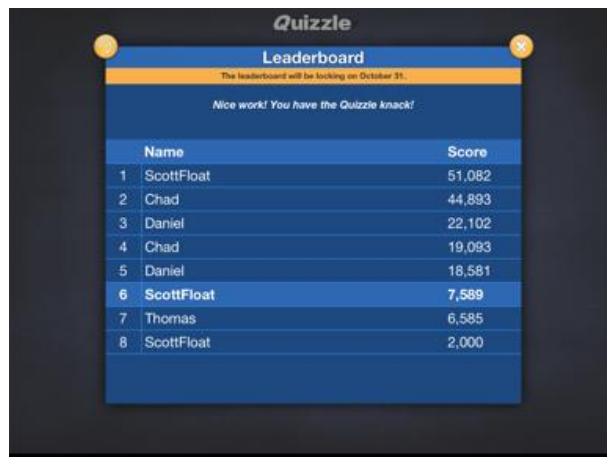 Quizzle
Leaderboard
The leaderboard will be locking on October 31.
Nice work! You have the Quizzle knack!
Name Score
1 ScottFloat 51,082
2 Chad 44,893
3 Daniel 22,102
4 Chad 19,093
5 Daniel 18,581
6 ScottFloat 7,589
7 Thomas 6,585
8 ScottFloat 2,000